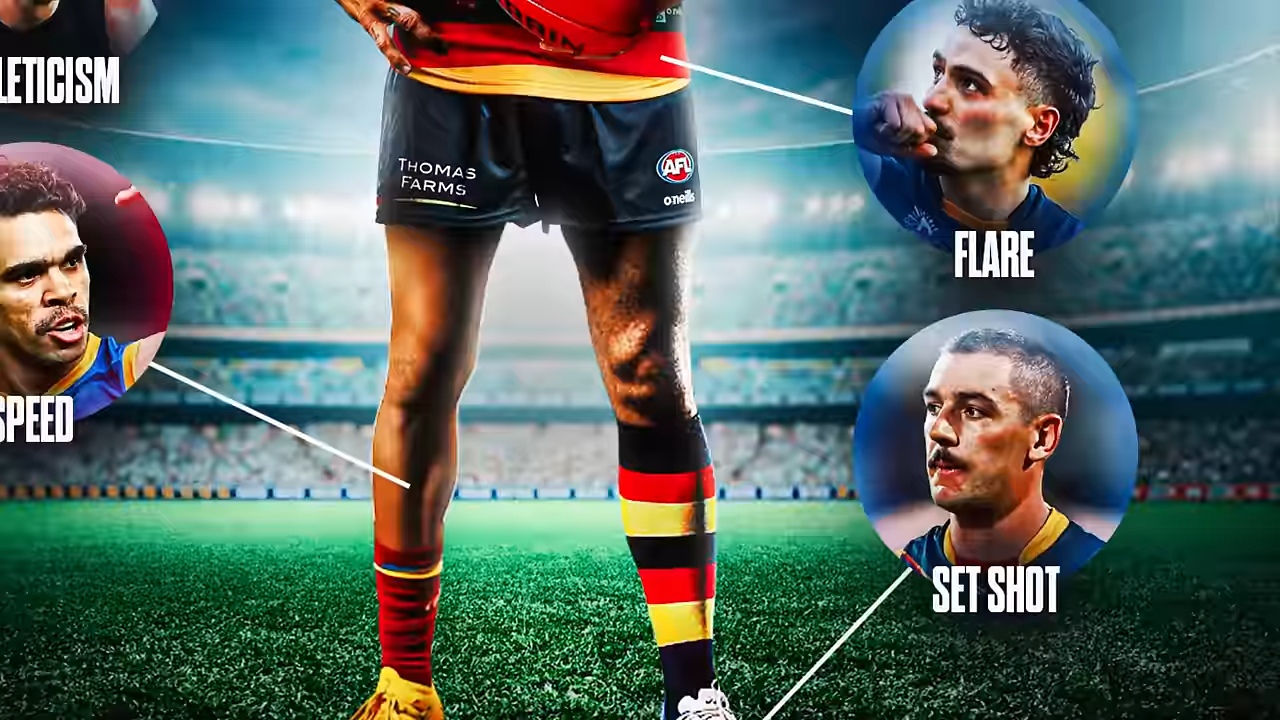 LETICISM
THOMAS
FARMS
AFL
oneills
FLARE
SPEED
SET SHOT